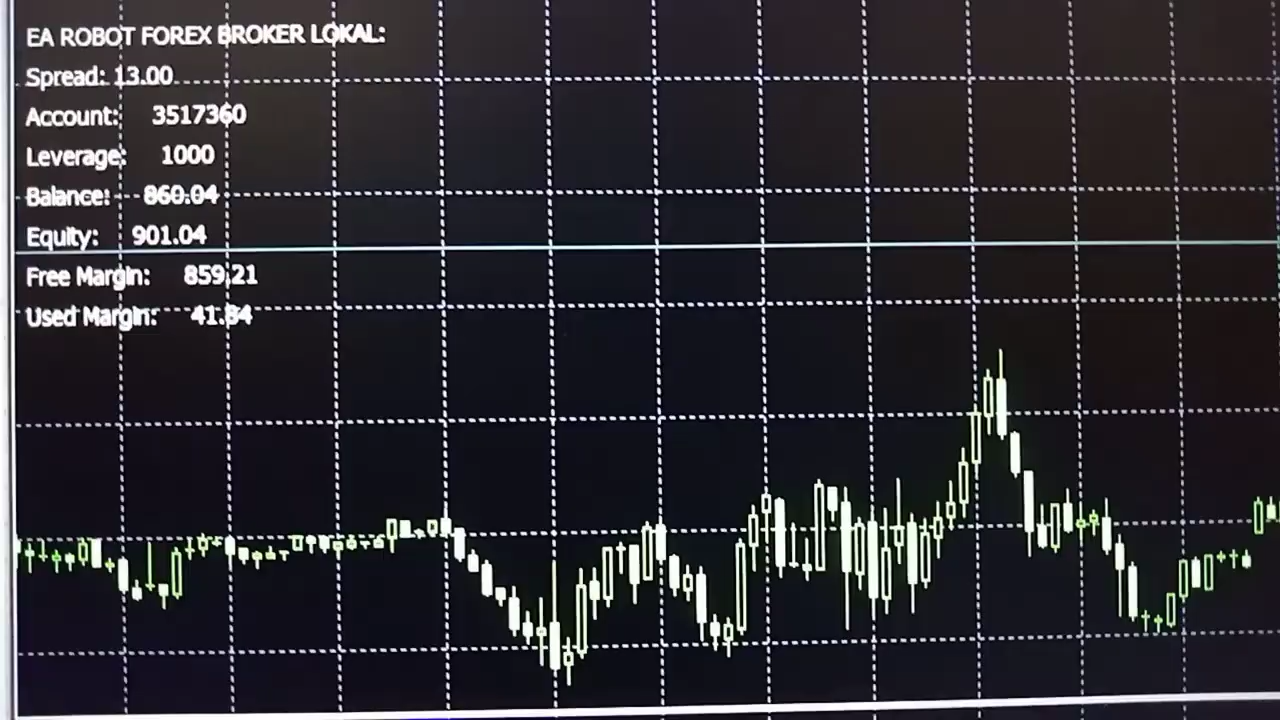 EA ROBOT FOREX BROKER LOKAL:
Spread: 13.00
Account: 3517360
Leverage: 1000
Balance: 860.04
Equity: 901.04
Free Margin: 859.21
Used Margin: 41.84